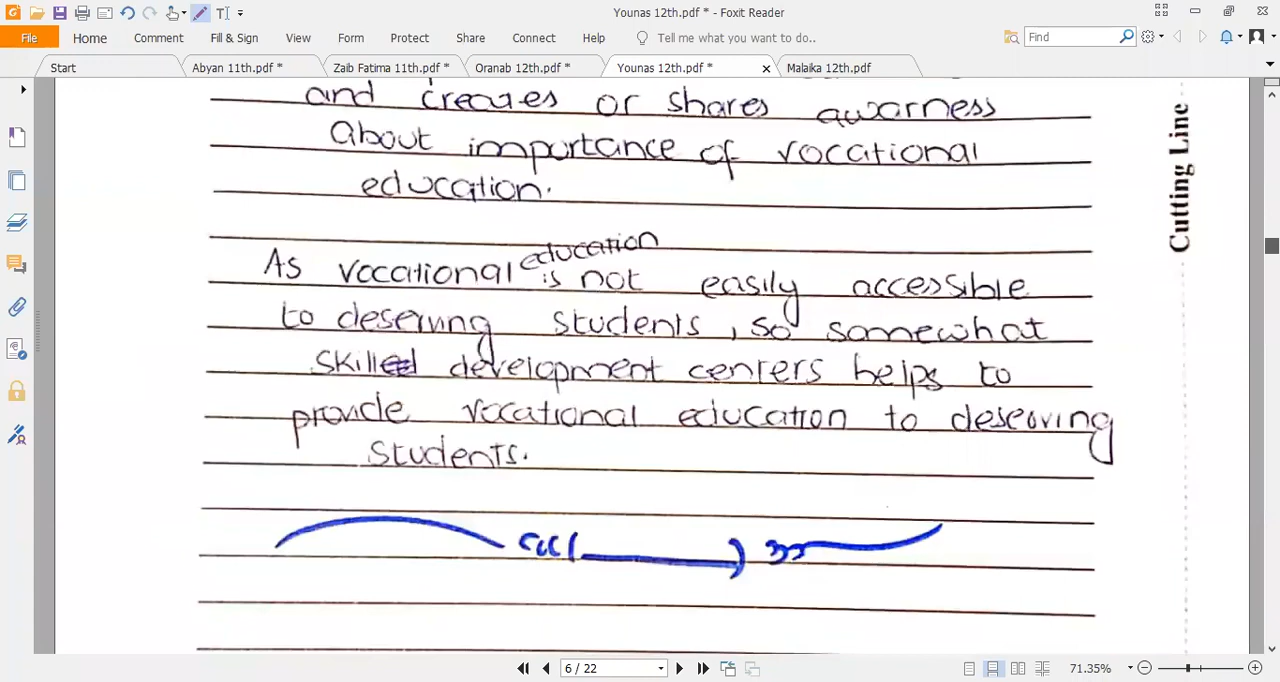 Younas 12th.pdf * - Foxit Reader
File
Home
Comment
Fill & Sign
View
Form
Protect
Share
Connect
Help
Tell me what you want to do..
Find
Start
Abyan 11th.pdf *
Zaib Fatima 11th.pdf *
Oranab 12th.pdf *
Younas 12th.pdf *
Malaika 12th.pdf
and creates or shares awarness
About importance of vocational
education.
As vocational education is not easily accessible
to deserving students, so somewhat
skilled development centers helps to
provide vocational education to deserving
students.
Cutting Line
6 / 22
71.35%